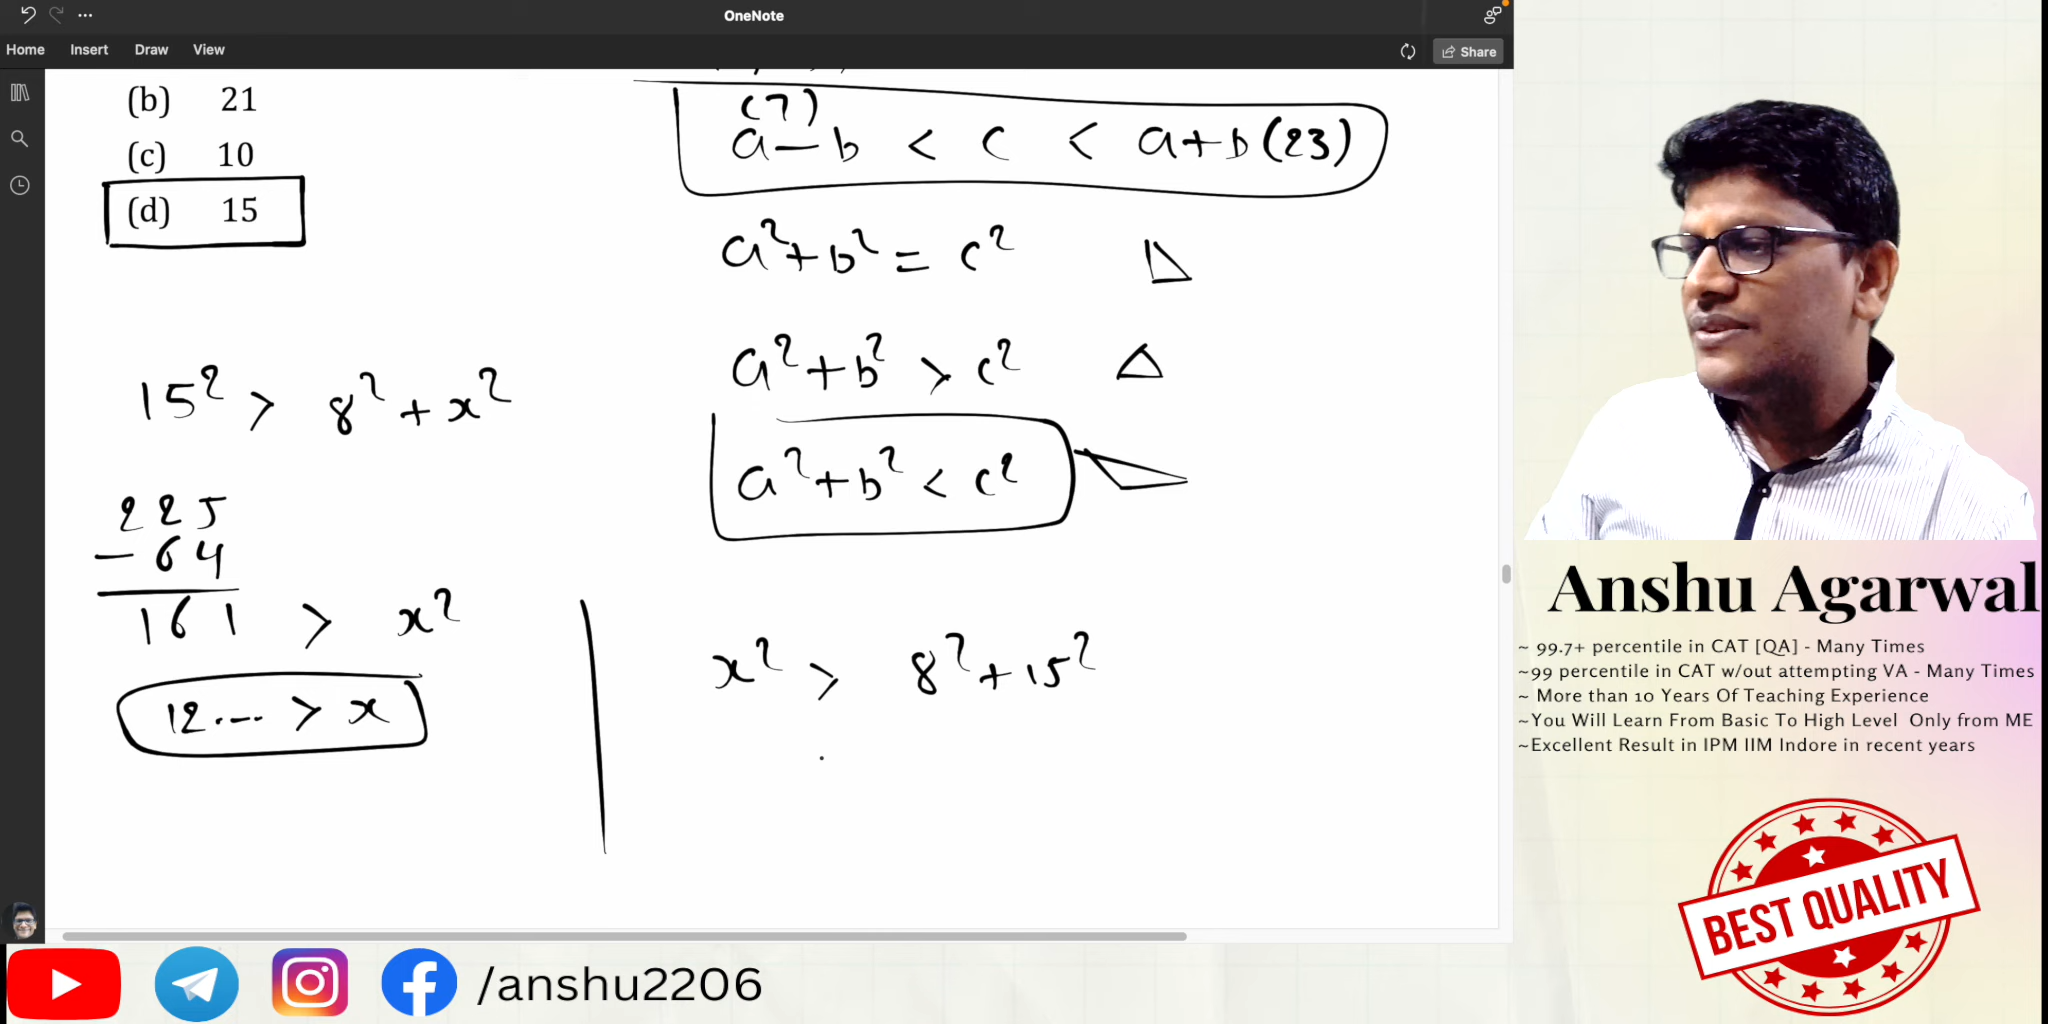 OneNote
Home Insert Draw View
Share
(b) 21
(c) 10
(d) 15
(7)
a - b < c < a + b (23)
a² + b² = c²
a² + b² > c²
a² + b² < c²
15² > 8² + x²
225
- 64
161 > x²
12.... > x
x² > 8² + 15²
Anshu Agarwal
~ 99.7+ percentile in CAT [QA] - Many Times
~99 percentile in CAT w/out attempting VA - Many Times
~ More than 10 Years Of Teaching Experience
~You Will Learn From Basic To High Level Only from ME
~Excellent Result in IPM IIM Indore in recent years
BEST QUALITY
/anshu2206